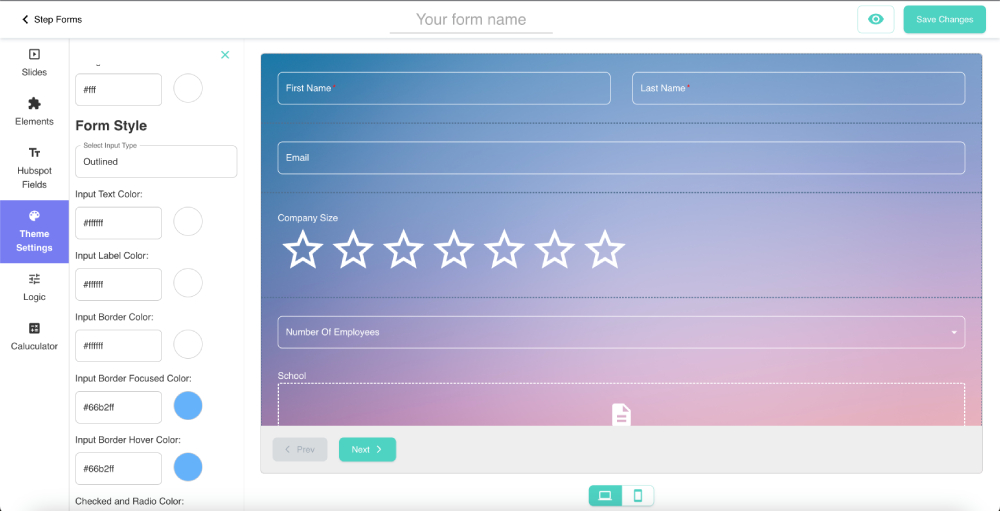 Step Forms
Your form name
Save Changes
Slides
Elements
Hubspot
Fields
Theme
Settings
Logic
Caluculator
#fff
Form Style
Select Input Type
Outlined
Input Text Color:
#ffffff
Input Label Color:
#ffffff
Input Border Color:
#ffffff
Input Border Focused Color:
#66b2ff
Input Border Hover Color:
#66b2ff
Checked and Radio Color:
First Name*
Last Name*
Email
Company Size
Number Of Employees
School
Prev
Next